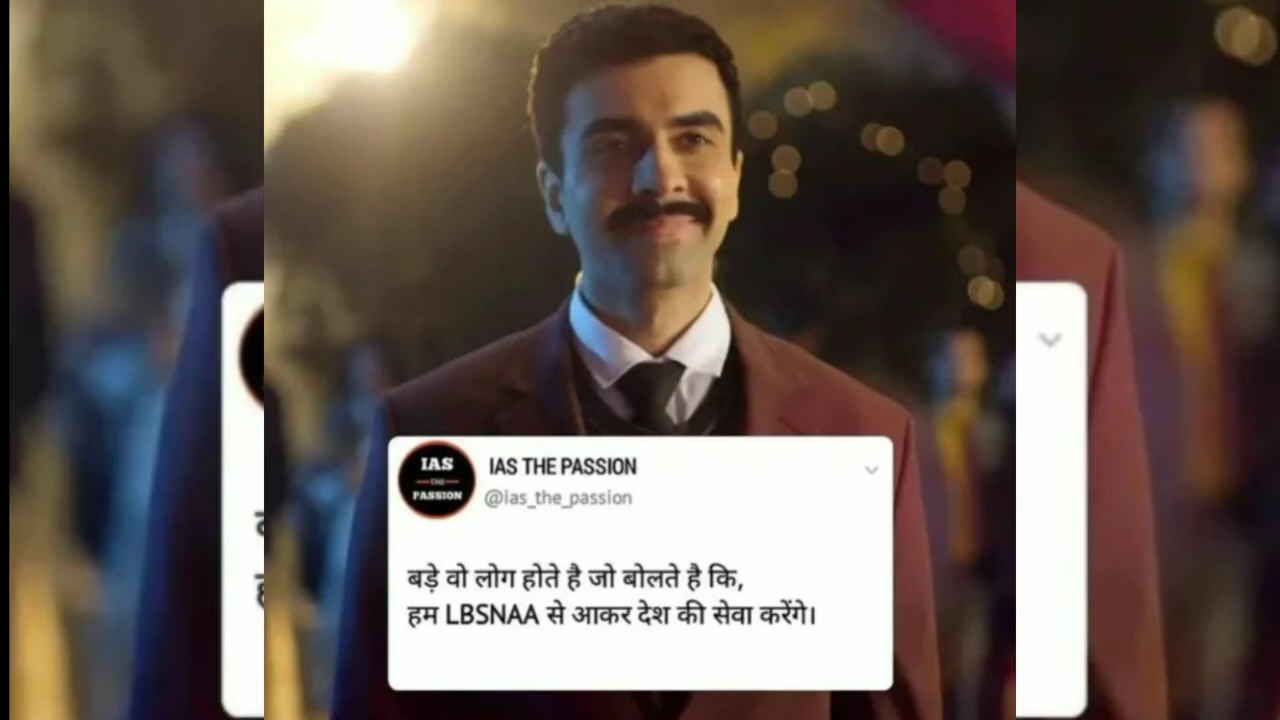 IAS
THE
PASSION
IAS THE PASSION
@ias_the_passion
बड़े वो लोग होते है जो बोलते है कि,
हम LBSNAA से आकर देश की सेवा करेंगे।